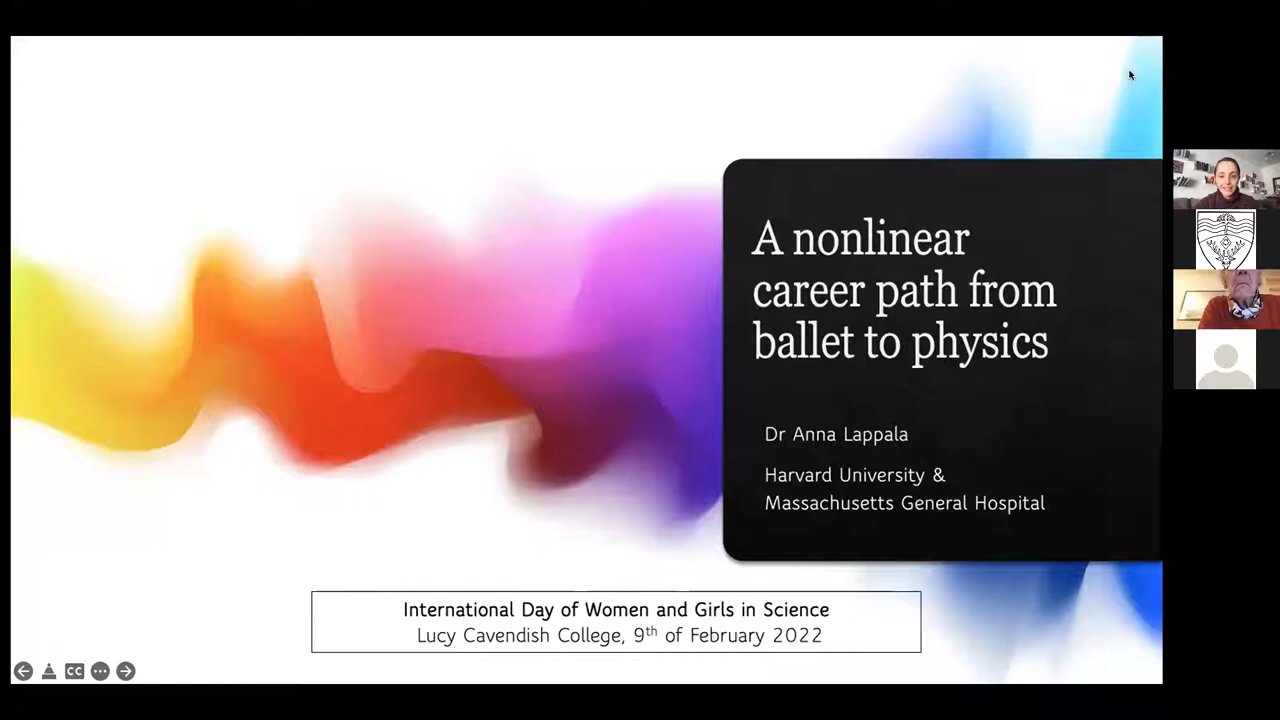 A nonlinear
career path from
ballet to physics
Dr Anna Lappala
Harvard University &
Massachusetts General Hospital
International Day of Women and Girls in Science
Lucy Cavendish College, 9th of February 2022
CC